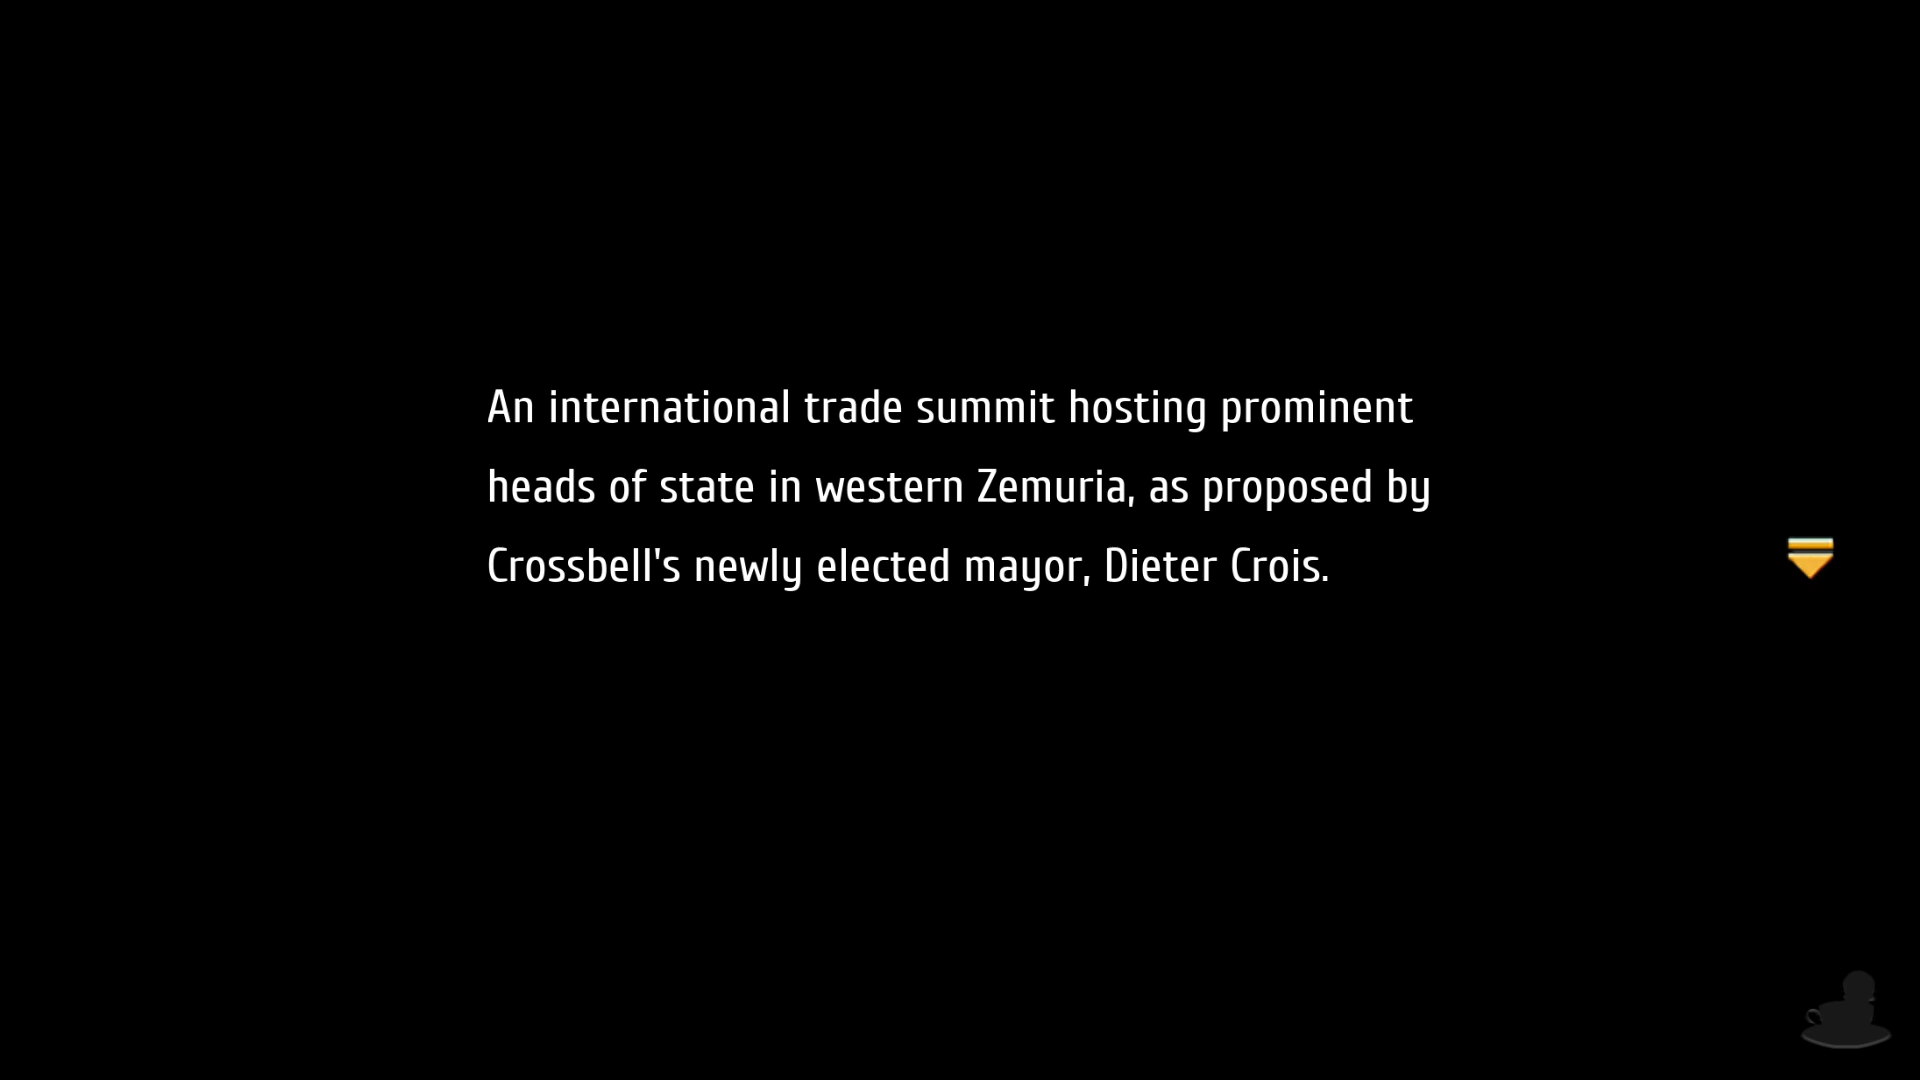 An international trade summit hosting prominent
heads of state in western Zemuria, as proposed by
Crossbell's newly elected mayor, Dieter Crois.